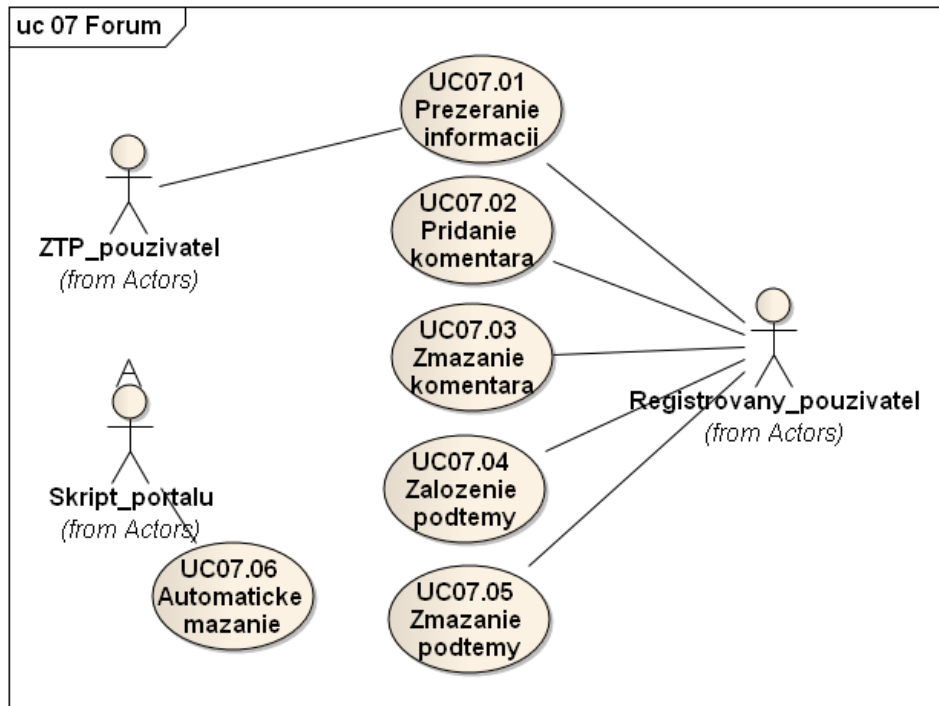 uc 07 Forum
UC07.01
Prezeranie
informacii
ZTP_pouzivatel
(from Actors)
UC07.02
Pridanie
komentara
UC07.03
Zmazanie
komentara
Registrovany_pouzivatel
(from Actors)
A
Skript_portalu
(from Actors)
UC07.04
Zalozenie
podtemy
UC07.06
Automaticke
mazanie
UC07.05
Zmazanie
podtemy